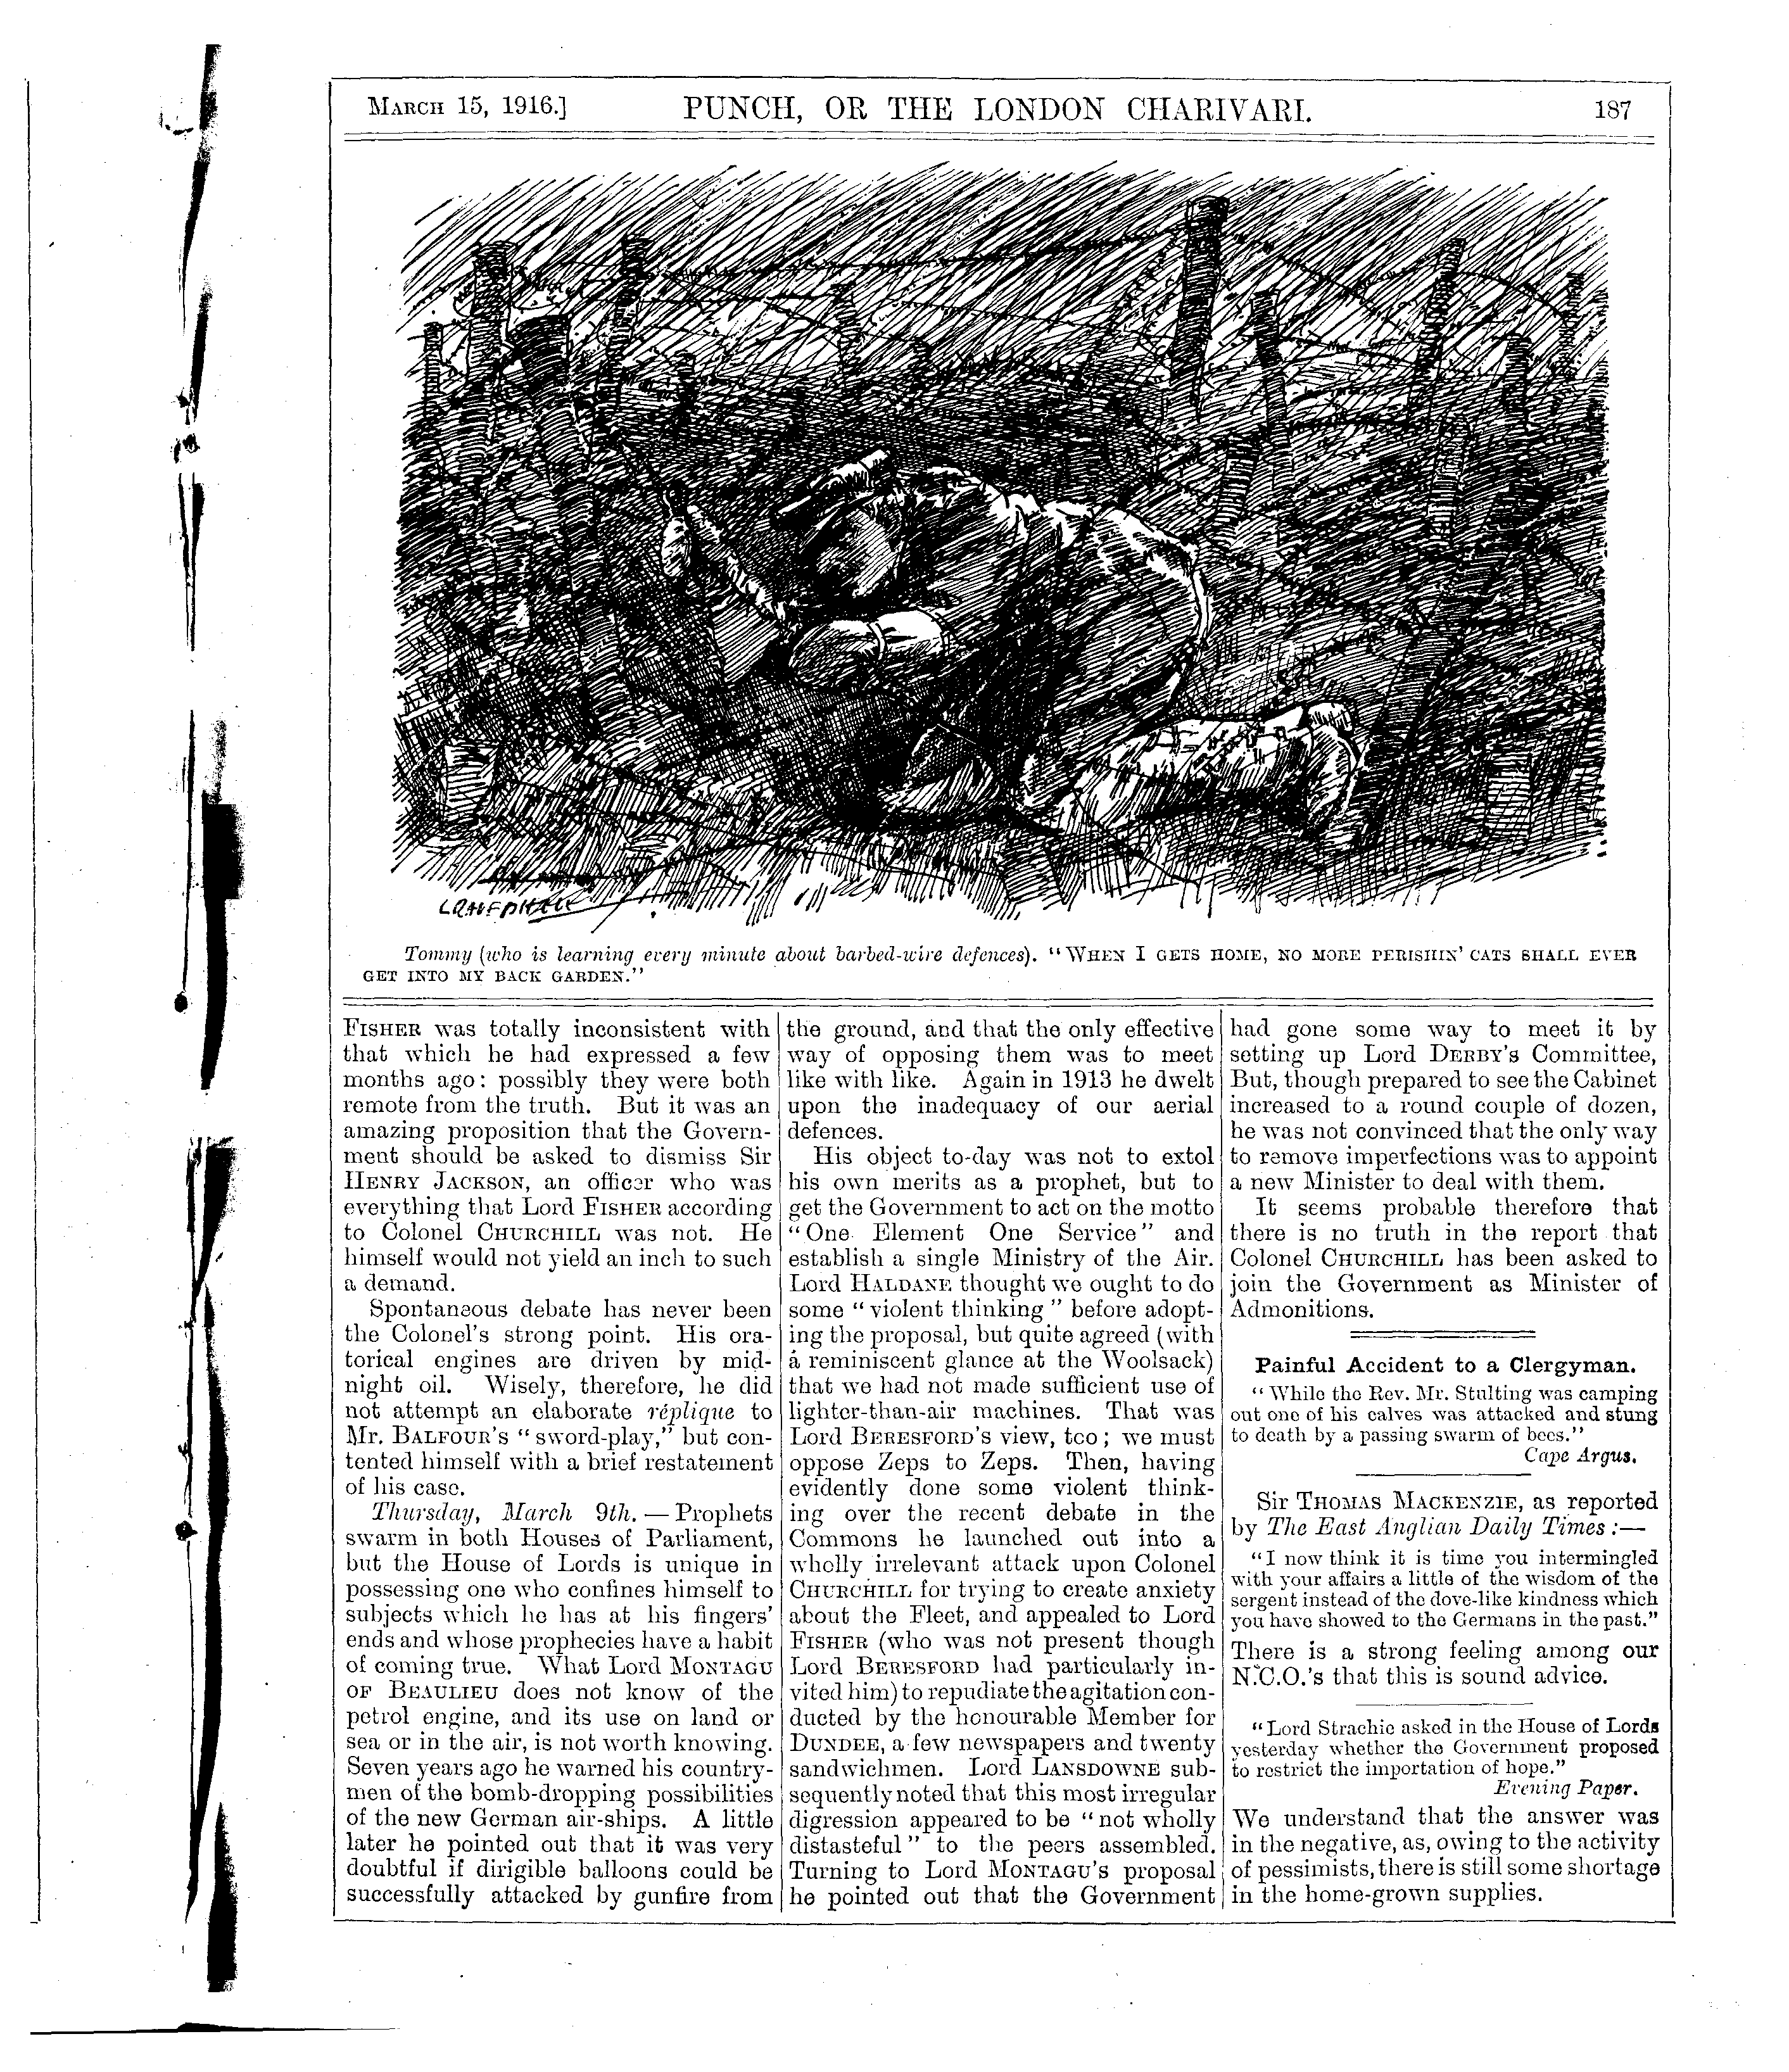 MARCH 15, 1916.] PUNCH, OR THE LONDON CHARIVARI. 187
Tommy (who is learning every minute about barbed-wire defences). "WHEN I GETS HOME, NO MORE PERISHIN' CATS SHALL EVER
GET INTO MY BACK GARDEN."
FISHER was totally inconsistent with
that which he had expressed a few
months ago: possibly they were both
remote from the truth. But it was an
amazing proposition that the Govern-
ment should be asked to dismiss Sir
HENRY JACKSON, an officer who was
everything that Lord FISHER according
to Colonel CHURCHILL was not. He
himself would not yield an inch to such
a demand.
Spontaneous debate has never been
the Colonel's strong point. His ora-
torical engines are driven by mid-
night oil. Wisely, therefore, he did
not attempt an elaborate réplique to
Mr. BALFOUR'S "sword-play," but con-
tented himself with a brief restatement
of his case.
Thursday, March 9th.—Prophets
swarm in both Houses of Parliament,
but the House of Lords is unique in
possessing one who confines himself to
subjects which he has at his fingers'
ends and whose prophecies have a habit
of coming true. What Lord MONTAGU
OF BEAULIEU does not know of the
petrol engine, and its use on land or
sea or in the air, is not worth knowing.
Seven years ago he warned his country-
men of the bomb-dropping possibilities
of the new German air-ships. A little
later he pointed out that it was very
doubtful if dirigible balloons could be
successfully attacked by gunfire from
the ground, and that the only effective
way of opposing them was to meet
like with like. Again in 1913 he dwelt
upon the inadequacy of our aerial
defences.
His object to-day was not to extol
his own merits as a prophet, but to
get the Government to act on the motto
"One Element One Service" and
establish a single Ministry of the Air.
Lord HALDANE thought we ought to do
some "violent thinking" before adopt-
ing the proposal, but quite agreed (with
a reminiscent glance at the Woolsack)
that we had not made sufficient use of
lighter-than-air machines. That was
Lord BERESFORD'S view, too; we must
oppose Zeps to Zeps. Then, having
evidently done some violent think-
ing over the recent debate in the
Commons he launched out into a
wholly irrelevant attack upon Colonel
CHURCHILL for trying to create anxiety
about the Fleet, and appealed to Lord
FISHER (who was not present though
Lord BERESFORD had particularly in-
vited him) to repudiate the agitation con-
ducted by the honourable Member for
DUNDEE, a few newspapers and twenty
sandwichmen. Lord LANSDOWNE sub-
sequently noted that this most irregular
digression appeared to be "not wholly
distasteful" to the peers assembled.
Turning to Lord MONTAGU'S proposal
he pointed out that the Government
had gone some way to meet it by
setting up Lord DERBY'S Committee,
But, though prepared to see the Cabinet
increased to a round couple of dozen,
he was not convinced that the only way
to remove imperfections was to appoint
a new Minister to deal with them.
It seems probable therefore that
there is no truth in the report that
Colonel CHURCHILL has been asked to
join the Government as Minister of
Admonitions.
Painful Accident to a Clergyman.
"While the Rev. Mr. Stulting was camping
out one of his calves was attacked and stung
to death by a passing swarm of bees."
Cape Argus.
Sir THOMAS MACKENZIE, as reported
by The East Anglian Daily Times:—
"I now think it is time you intermingled
with your affairs a little of the wisdom of the
sergent instead of the dove-like kindness which
you have showed to the Germans in the past."
There is a strong feeling among our
N.C.O.'s that this is sound advice.
"Lord Strachie asked in the House of Lords
yesterday whether the Government proposed
to restrict the importation of hope."
Evening Paper.
We understand that the answer was
in the negative, as, owing to the activity
of pessimists, there is still some shortage
in the home-grown supplies.